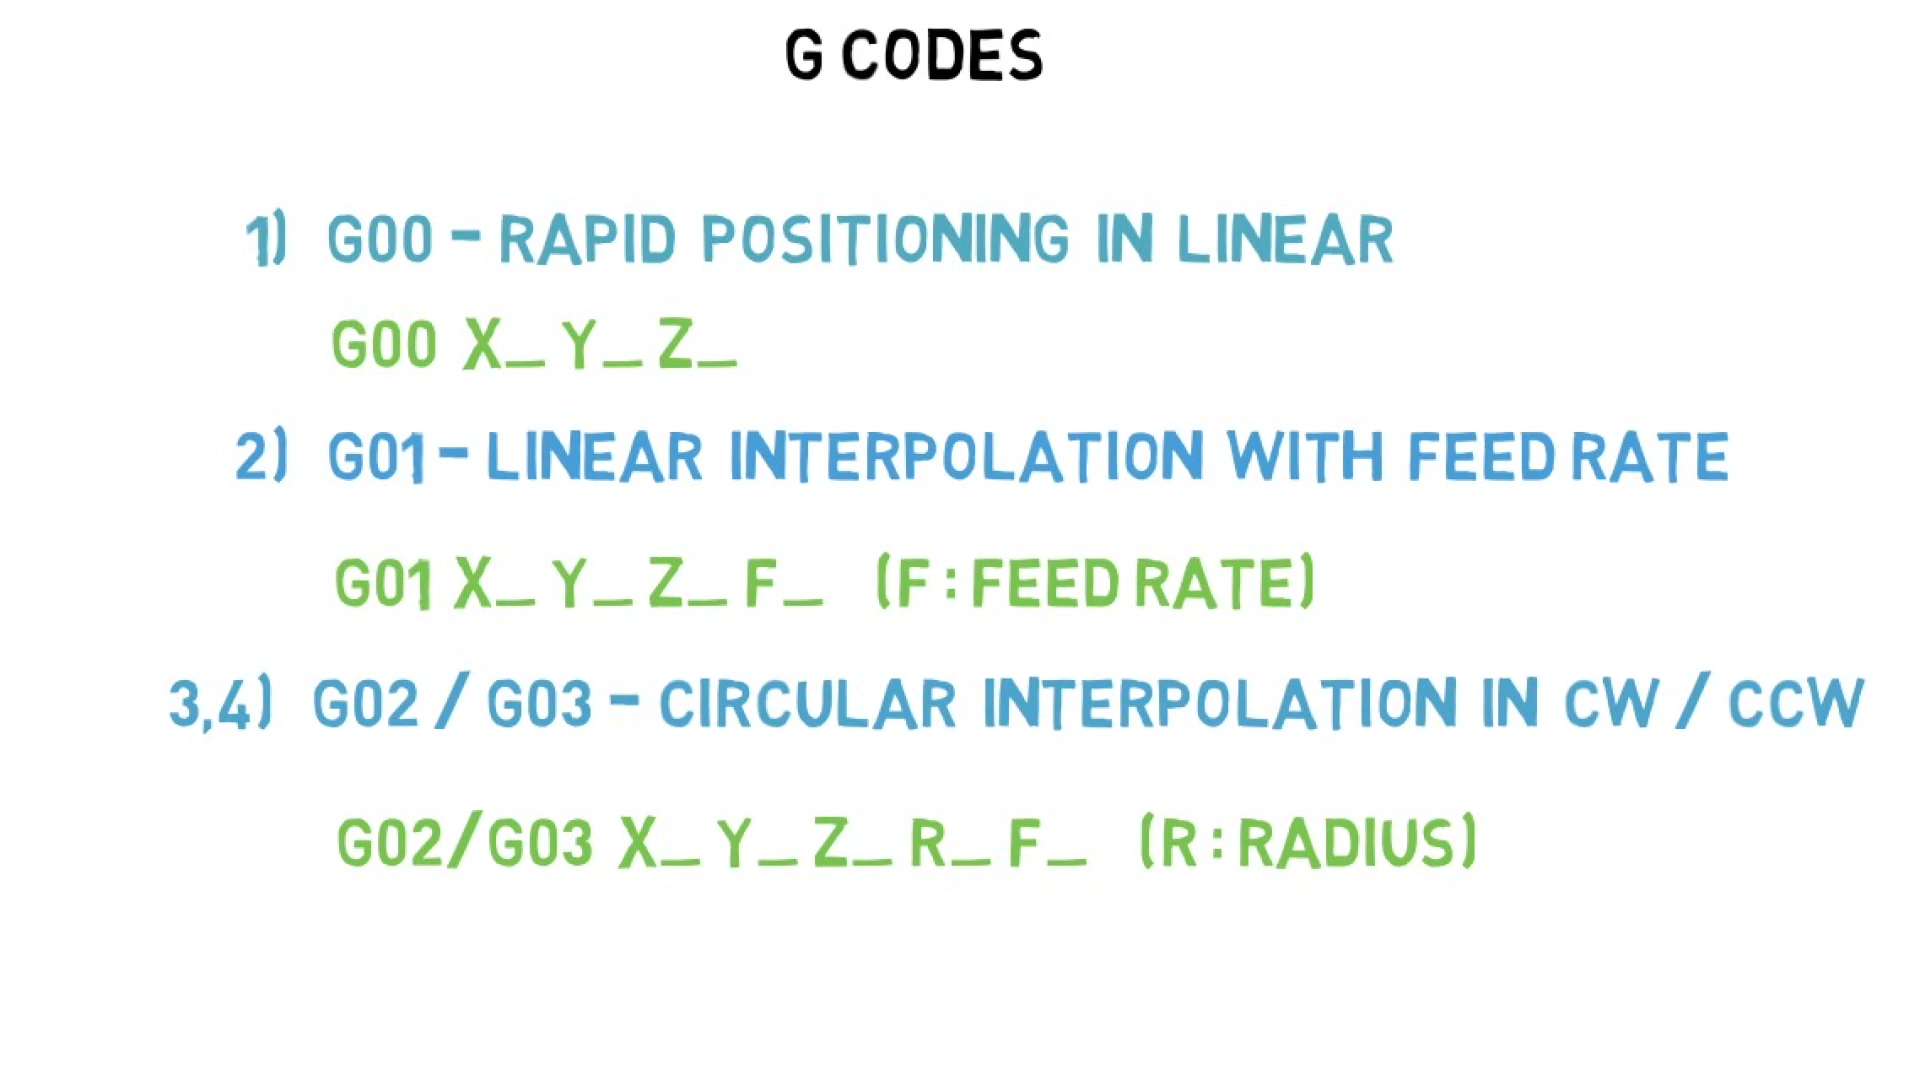 G CODES
1) G00 - RAPID POSITIONING IN LINEAR
G00 X_ Y_ Z_
2) G01 - LINEAR INTERPOLATION WITH FEED RATE
G01 X_ Y_ Z_ F_ (F : FEED RATE)
3,4) G02 / G03 - CIRCULAR INTERPOLATION IN CW / CCW
G02/G03 X_ Y_ Z_ R_ F_ (R : RADIUS)